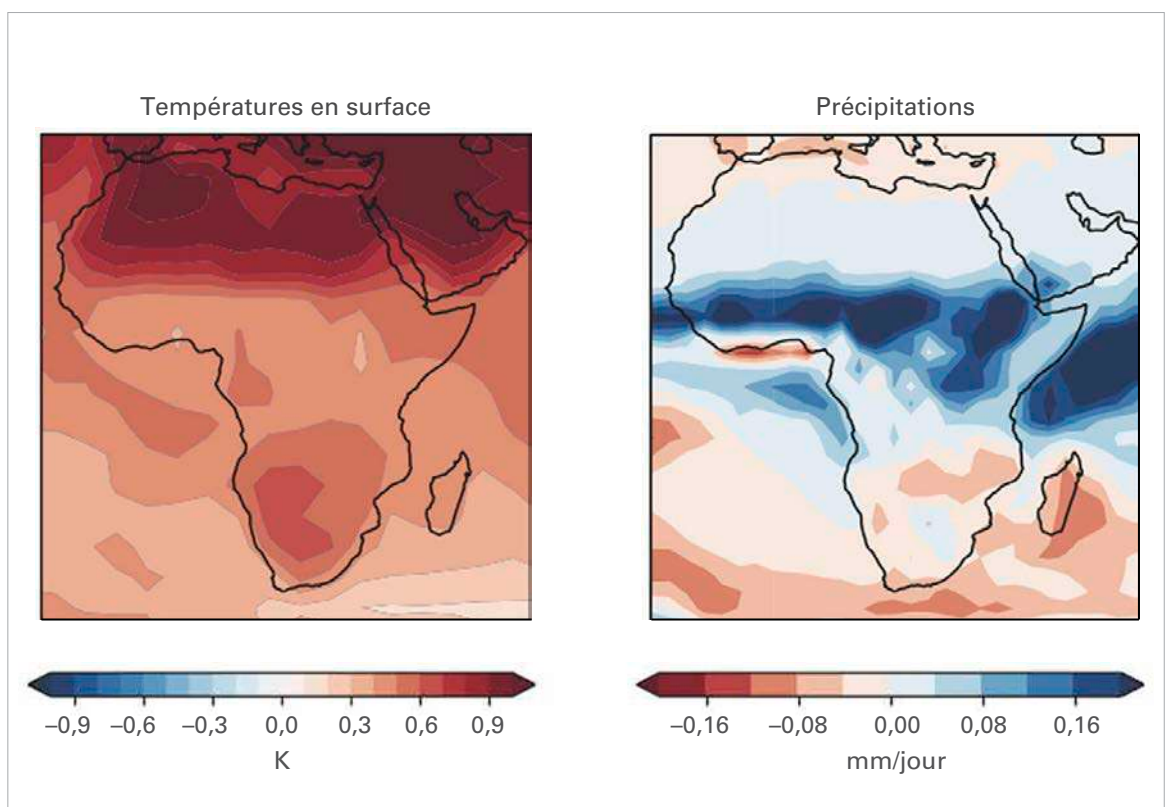 Températures en surface
Précipitations
−0,9 −0,6 −0,3 0,0 0,3 0,6 0,9
K
−0,16 −0,08 0,00 0,08 0,16
mm/jour